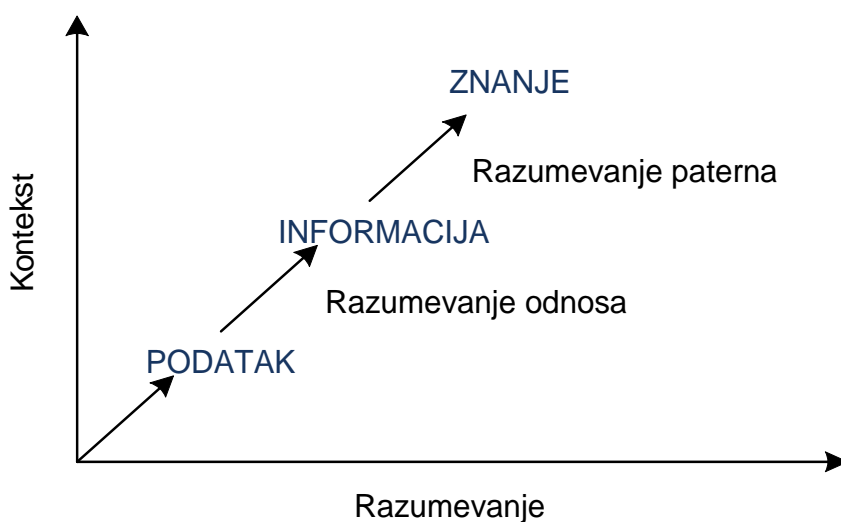 ZNANJE
Razumevanje paterna
Kontekst
INFORMACIJA
Razumevanje odnosa
PODATAK
Razumevanje